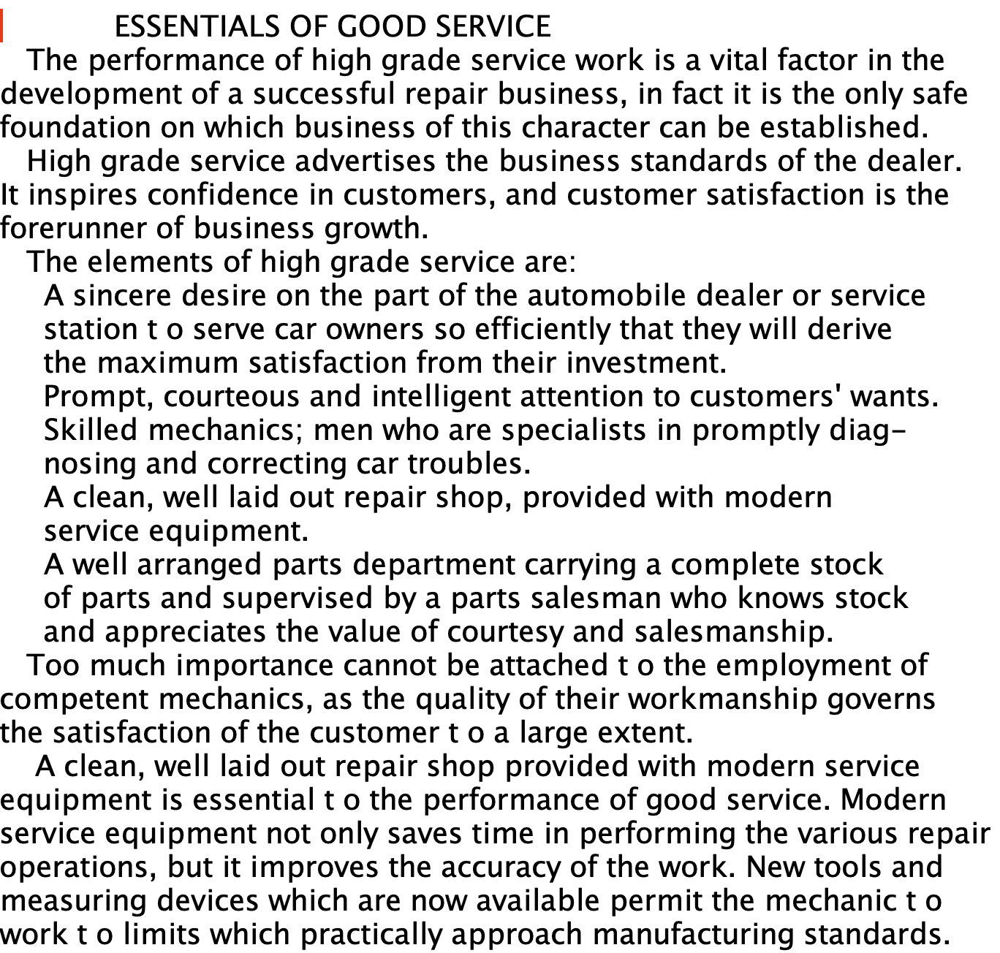 ESSENTIALS OF GOOD SERVICE
The performance of high grade service work is a vital factor in the
development of a successful repair business, in fact it is the only safe
foundation on which business of this character can be established.
High grade service advertises the business standards of the dealer.
It inspires confidence in customers, and customer satisfaction is the
forerunner of business growth.
The elements of high grade service are:
A sincere desire on the part of the automobile dealer or service
station t o serve car owners so efficiently that they will derive
the maximum satisfaction from their investment.
Prompt, courteous and intelligent attention to customers' wants.
Skilled mechanics; men who are specialists in promptly diag-
nosing and correcting car troubles.
A clean, well laid out repair shop, provided with modern
service equipment.
A well arranged parts department carrying a complete stock
of parts and supervised by a parts salesman who knows stock
and appreciates the value of courtesy and salesmanship.
Too much importance cannot be attached t o the employment of
competent mechanics, as the quality of their workmanship governs
the satisfaction of the customer t o a large extent.
A clean, well laid out repair shop provided with modern service
equipment is essential t o the performance of good service. Modern
service equipment not only saves time in performing the various repair
operations, but it improves the accuracy of the work. New tools and
measuring devices which are now available permit the mechanic t o
work t o limits which practically approach manufacturing standards.